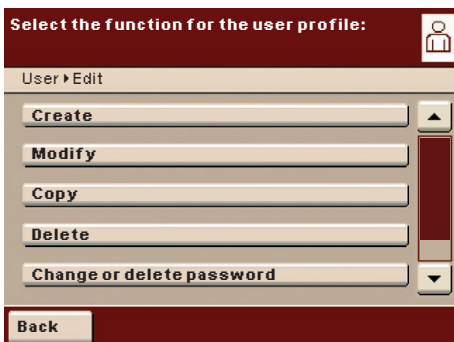 Select the function for the user profile:
User ▸ Edit
Create
Modify
Copy
Delete
Change or delete password
Back